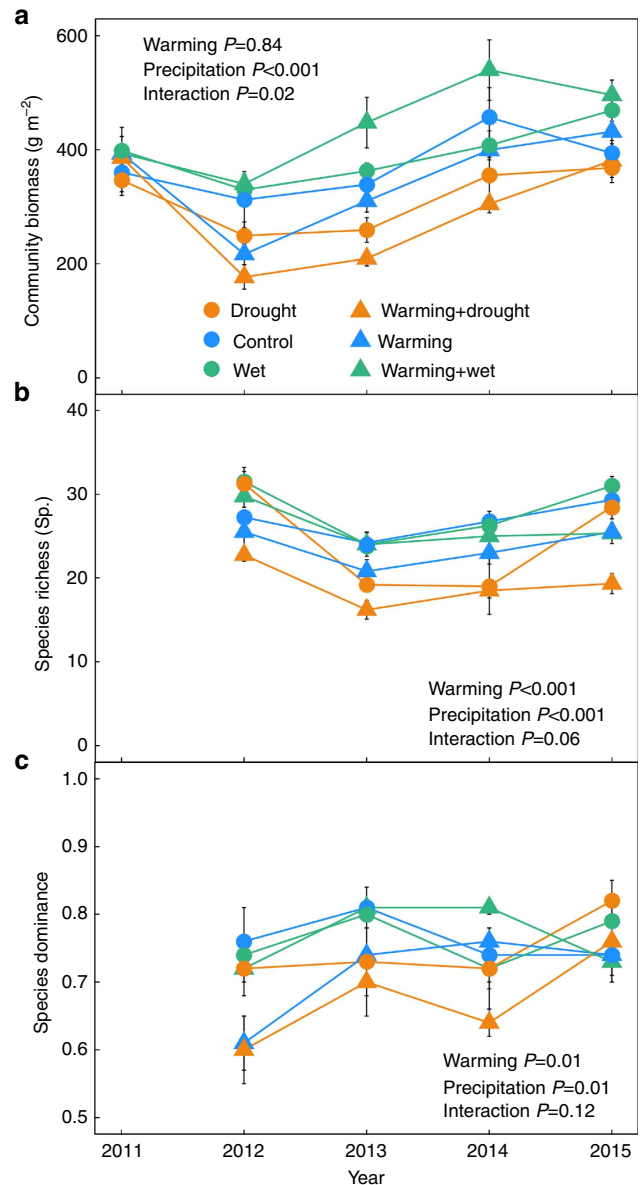 a
600
400
200
0
Community biomass (g m⁻²)
Warming P=0.84
Precipitation P<0.001
Interaction P=0.02
Drought
Warming+drought
Control
Warming
Wet
Warming+wet
b
40
30
20
10
0
Species richess (Sp.)
Warming P<0.001
Precipitation P<0.001
Interaction P=0.06
c
1.0
0.9
0.8
0.7
0.6
0.5
Species dominance
Warming P=0.01
Precipitation P=0.01
Interaction P=0.12
2011 2012 2013 2014 2015
Year